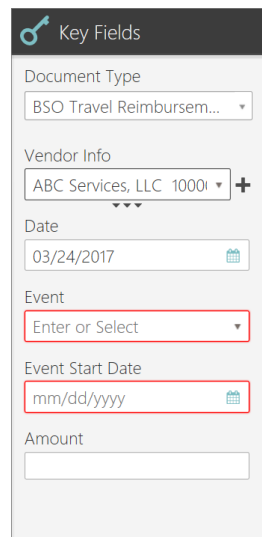 Key Fields
Document Type
BSO Travel Reimbursem...
Vendor Info
ABC Services, LLC 1000
Date
03/24/2017
Event
Enter or Select
Event Start Date
mm/dd/yyyy
Amount